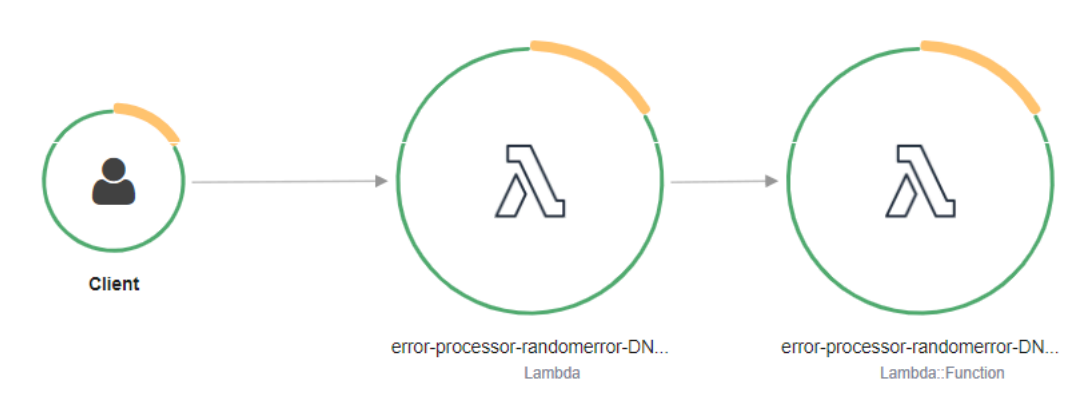 Client
error-processor-randomerror-DN...
Lambda
error-processor-randomerror-DN...
Lambda::Function